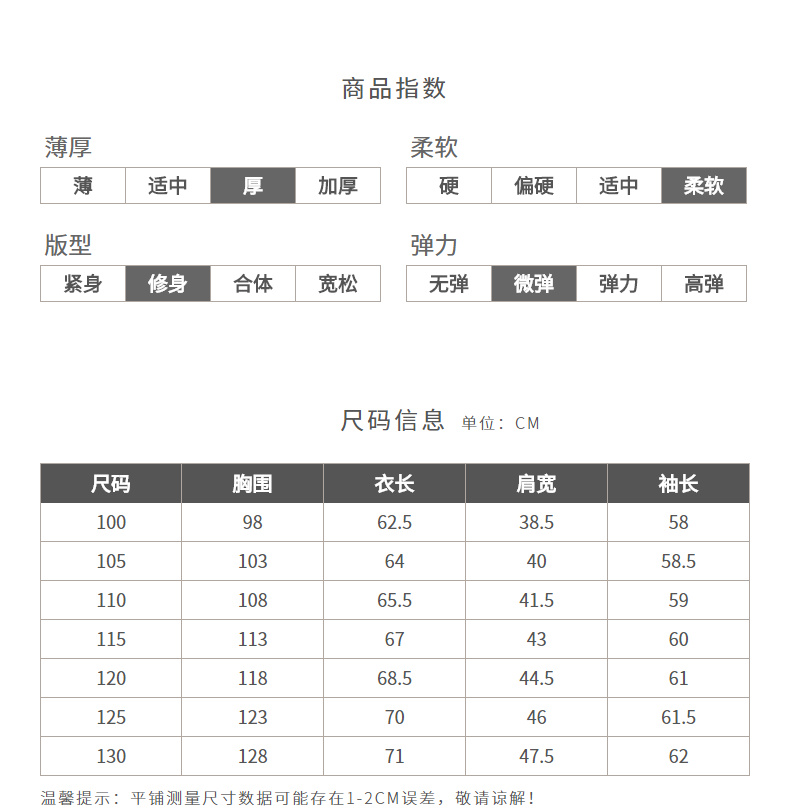 商品指数
薄厚 柔软
薄 适中 厚 加厚 硬 偏硬 适中 柔软
版型 弹力
紧身 修身 合体 宽松 无弹 微弹 弹力 高弹
尺码信息 单位：CM
尺码 胸围 衣长 肩宽 袖长
100 98 62.5 38.5 58
105 103 64 40 58.5
110 108 65.5 41.5 59
115 113 67 43 60
120 118 68.5 44.5 61
125 123 70 46 61.5
130 128 71 47.5 62
温馨提示：平铺测量尺寸数据可能存在1-2CM误差，敬请谅解！